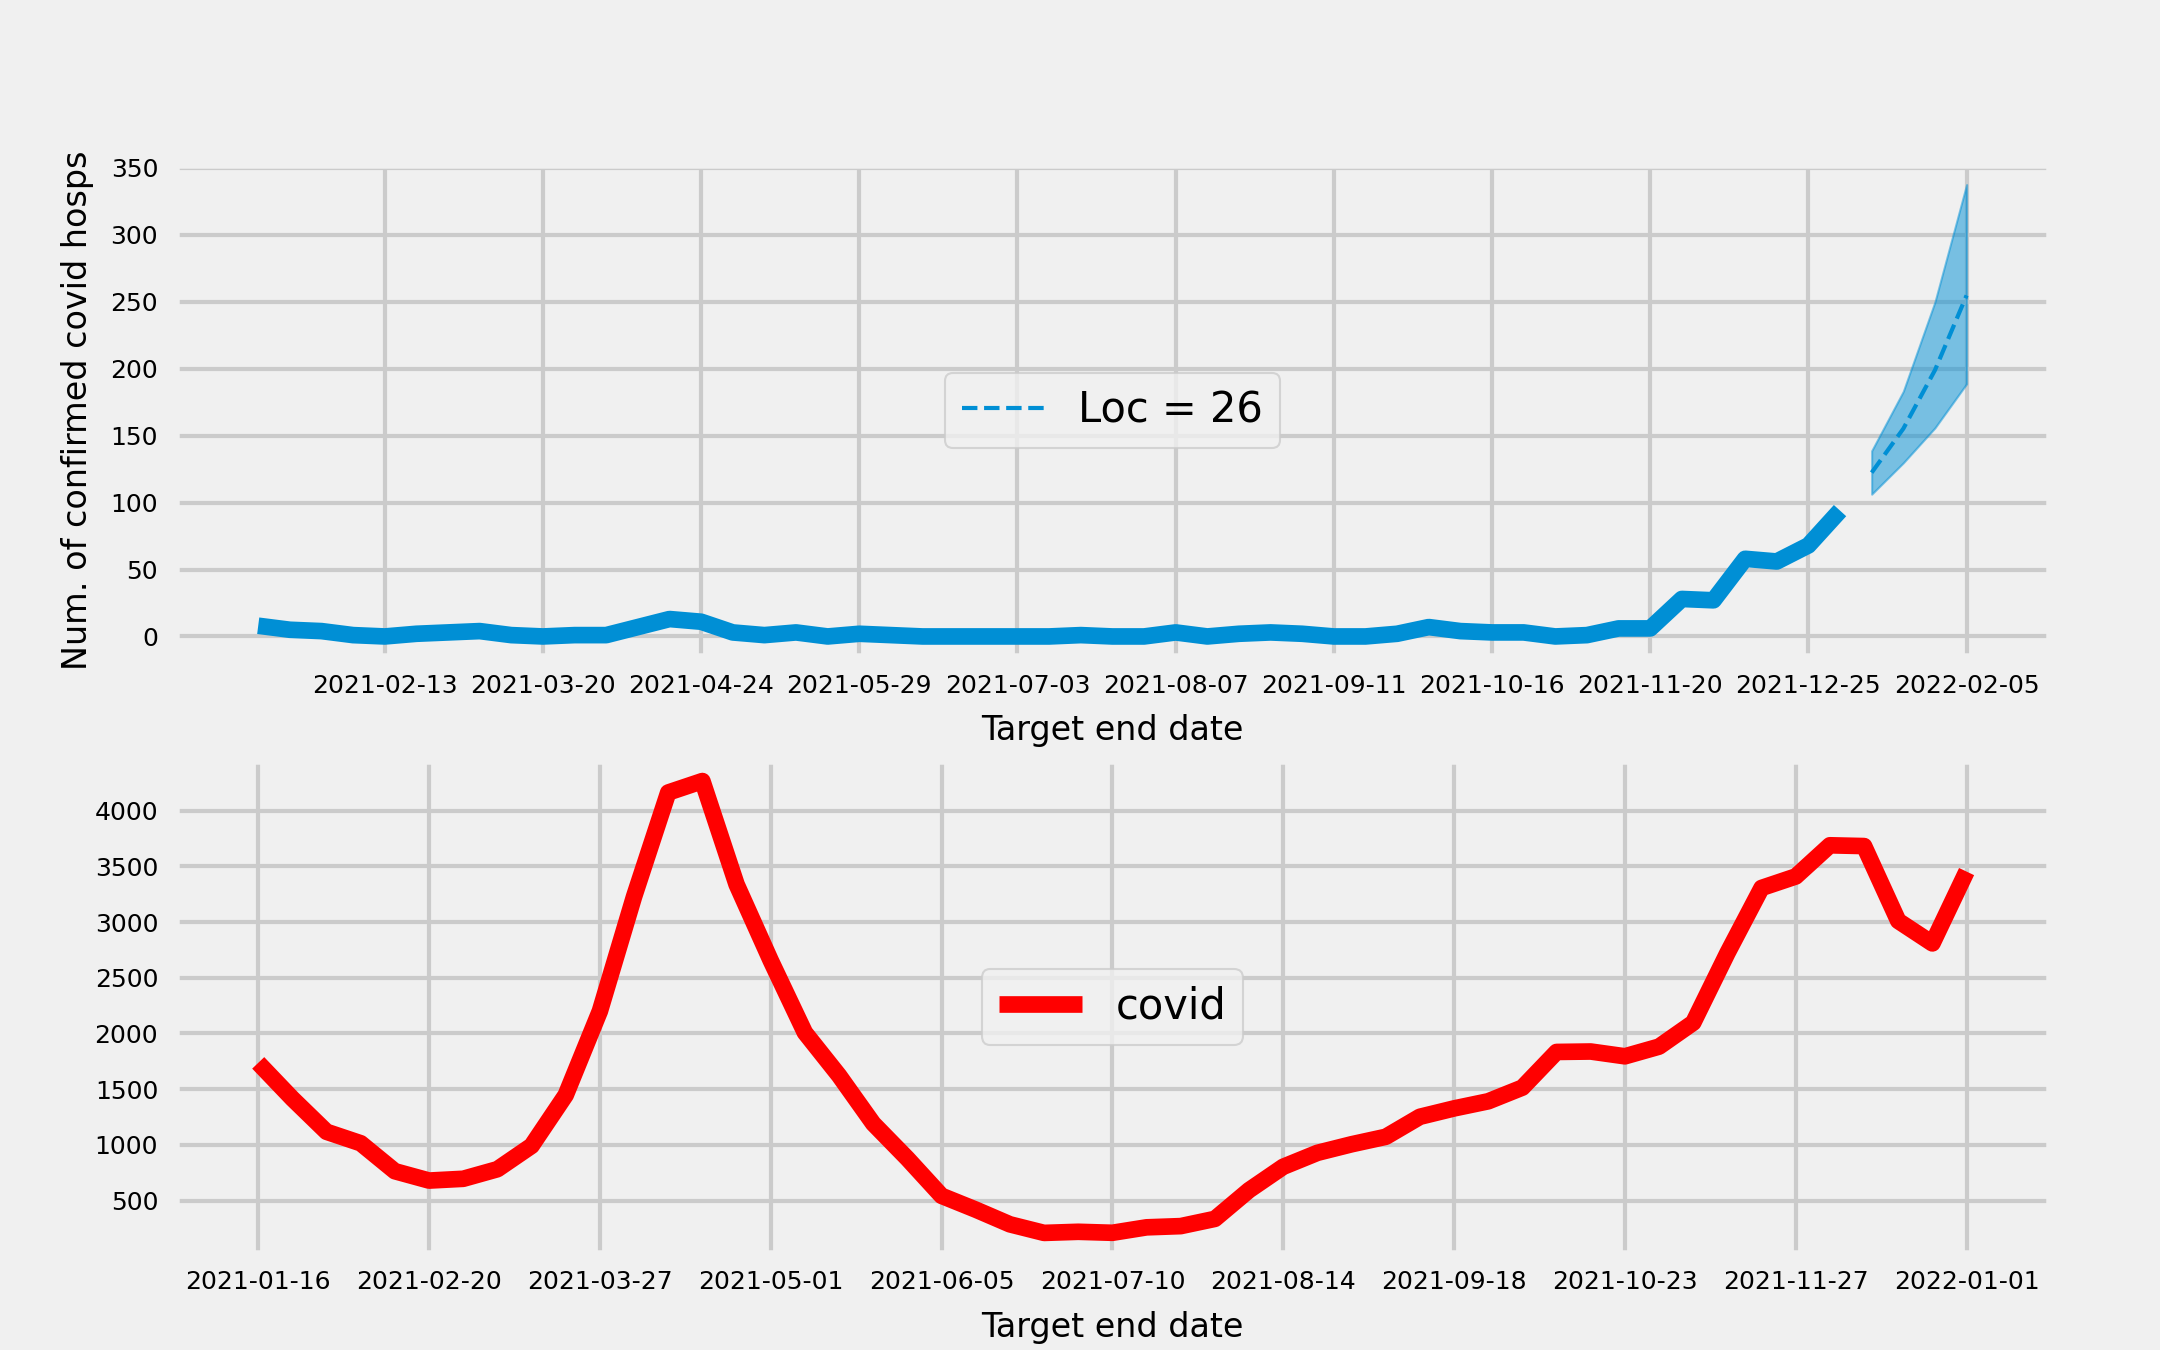 Num. of confirmed covid hosps
350
300
250
200
150
100
50
0
Loc = 26
2021-02-13 2021-03-20 2021-04-24 2021-05-29 2021-07-03 2021-08-07 2021-09-11 2021-10-16 2021-11-20 2021-12-25 2022-02-05
Target end date
4000
3500
3000
2500
2000
1500
1000
500
covid
2021-01-16 2021-02-20 2021-03-27 2021-05-01 2021-06-05 2021-07-10 2021-08-14 2021-09-18 2021-10-23 2021-11-27 2022-01-01
Target end date